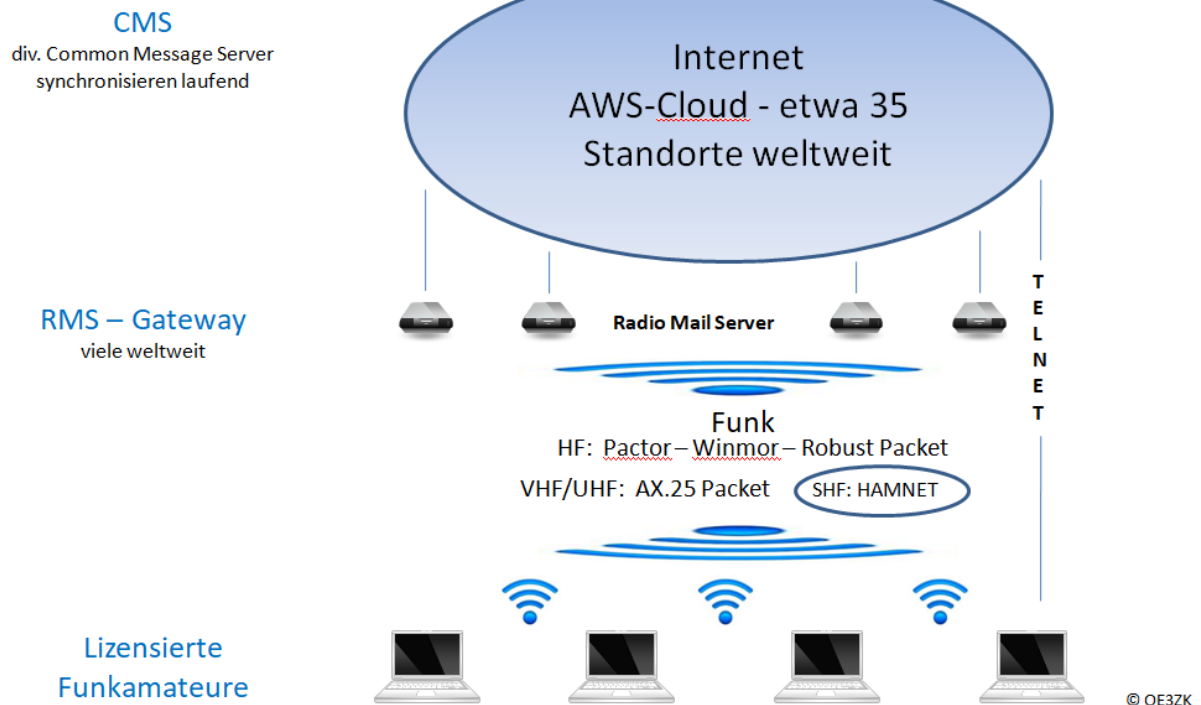 CMS
div. Common Message Server
synchronisieren laufend
Internet
AWS-Cloud - etwa 35
Standorte weltweit
RMS – Gateway
viele weltweit
Radio Mail Server
TELNET
Funk
HF: Pactor – Winmor – Robust Packet
VHF/UHF: AX.25 Packet
SHF: HAMNET
Lizensierte
Funkamateure
© OE3ZK